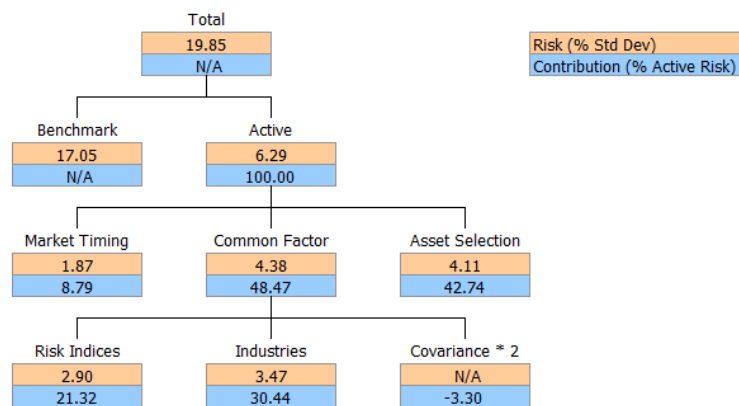 Total
19.85
N/A
Risk (% Std Dev)
Contribution (% Active Risk)
Benchmark
17.05
N/A
Active
6.29
100.00
Market Timing
1.87
8.79
Common Factor
4.38
48.47
Asset Selection
4.11
42.74
Risk Indices
2.90
21.32
Industries
3.47
30.44
Covariance * 2
N/A
-3.30